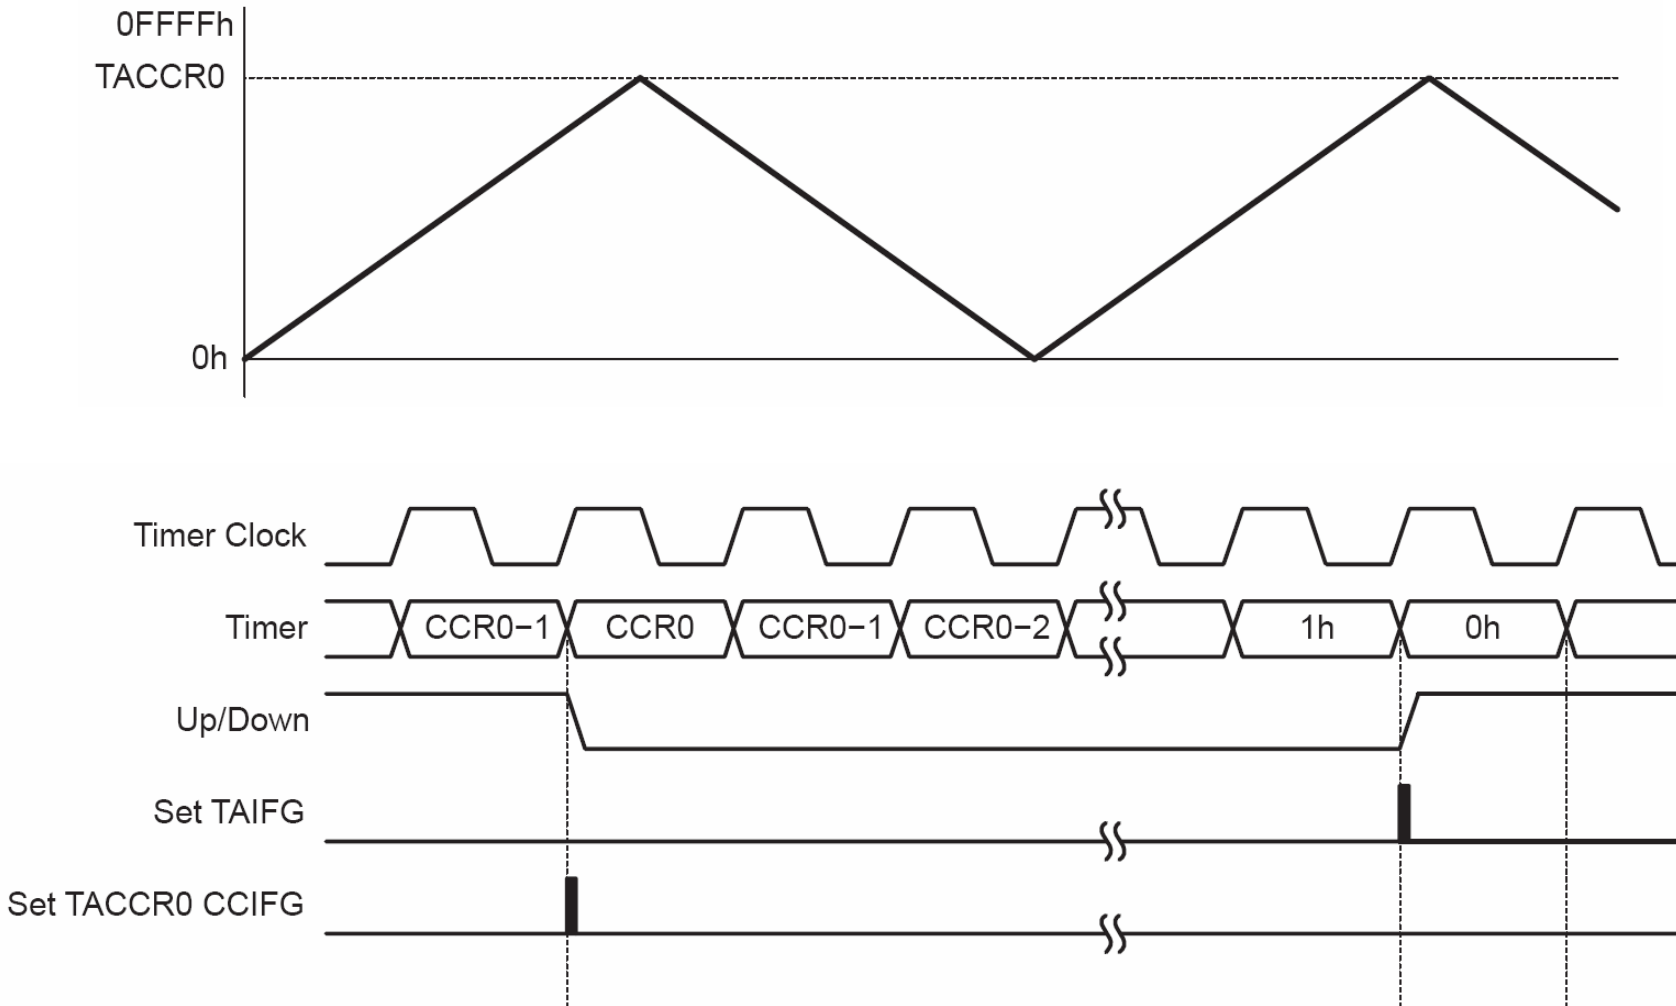 0FFFFh
TACCR0
0h
Timer Clock
Timer CCR0−1 CCR0 CCR0−1 CCR0−2 1h 0h
Up/Down
Set TAIFG
Set TACCR0 CCIFG